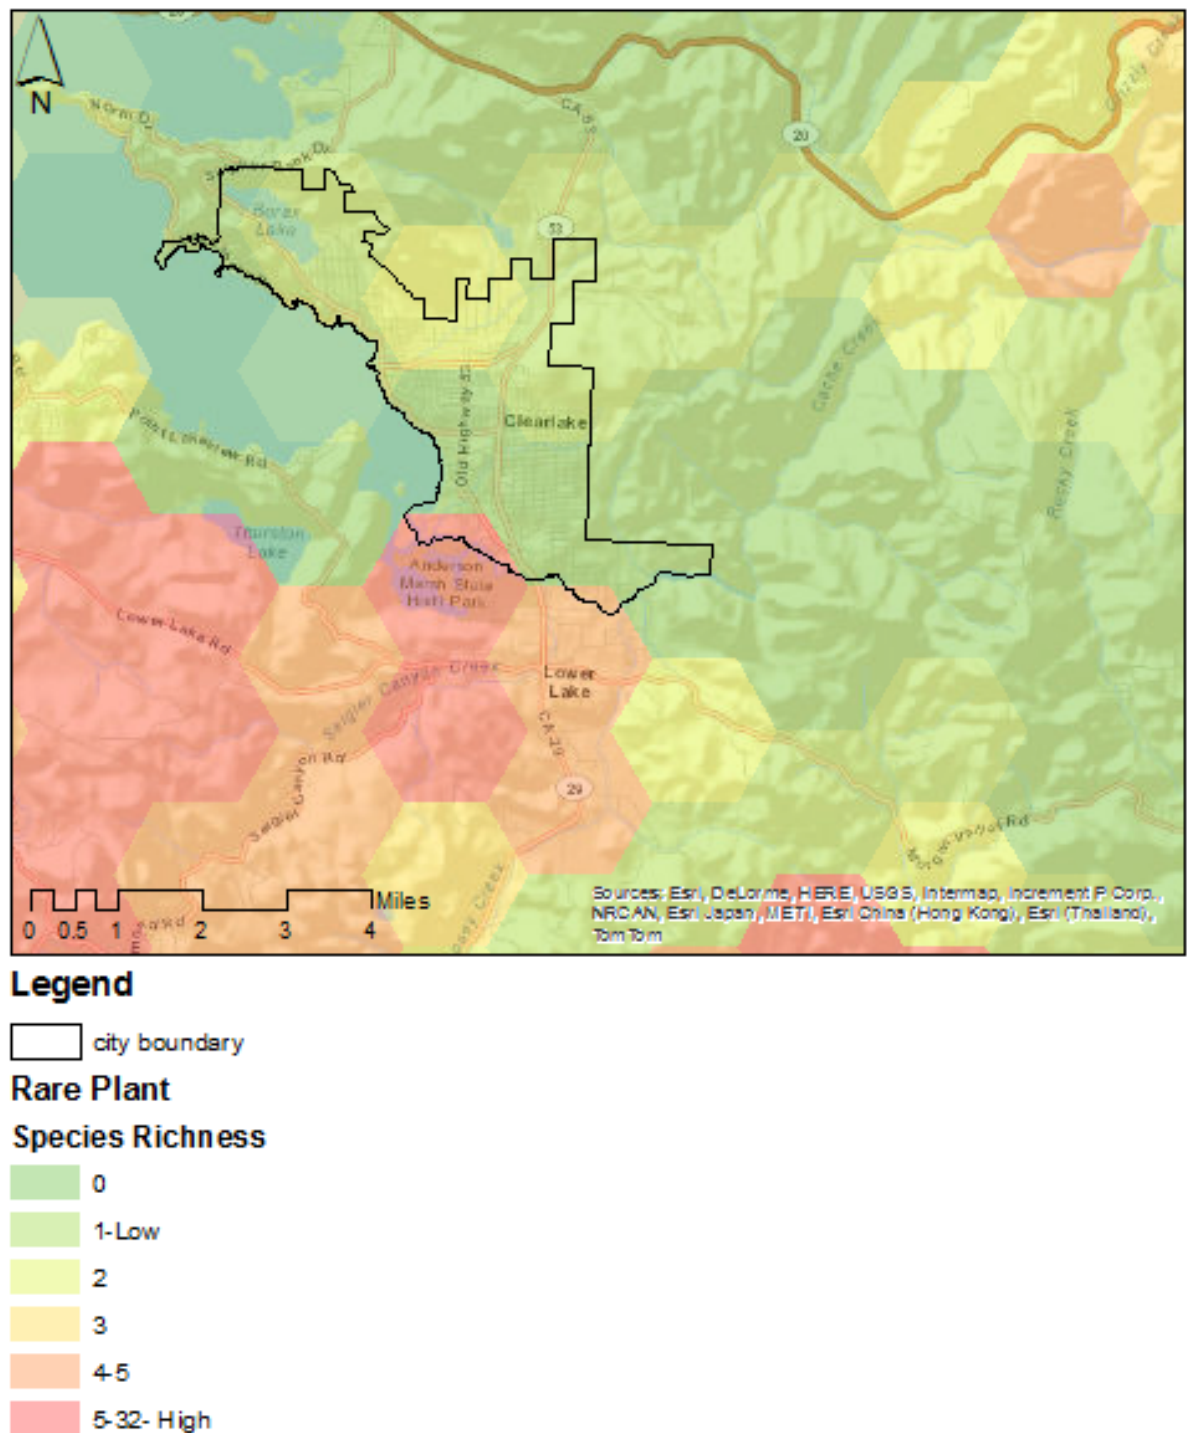 N
20
Norm D
CA 53
20
Borax
Lake
53
Cache Creek
Old Highway 53
Clearlake
Rocky Creek
Point Lakeview Rd
Thurston
Lake
Anderson
Marsh State
Hist Park
Lower Lake Rd
Seigler Canyon Creek
Lower
Lake
CA 29
29
Seigler Canyon Rd
Morgan Valley Rd
Miles
0 0.5 1 2 3 4
Sources: Esri, DeLorme, HERE, USGS, Intermap, increment P Corp.,
NRCAN, Esri Japan, METI, Esri China (Hong Kong), Esri (Thailand),
TomTom
Legend
city boundary
Rare Plant
Species Richness
0
1-Low
2
3
4-5
5-32- High